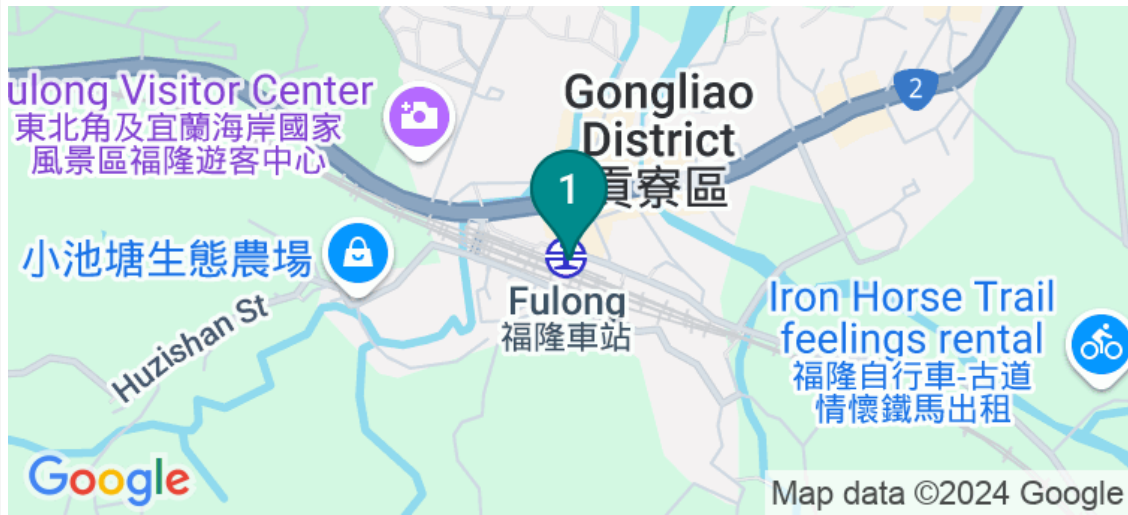 ulong Visitor Center
東北角及宜蘭海岸國家
風景區福隆遊客中心
Gongliao
District
貢寮區
2
1
小池塘生態農場
Fulong
福隆車站
Huzishan St
Iron Horse Trail
feelings rental
福隆自行車-古道
情懷鐵馬出租
Google
Map data ©2024 Google